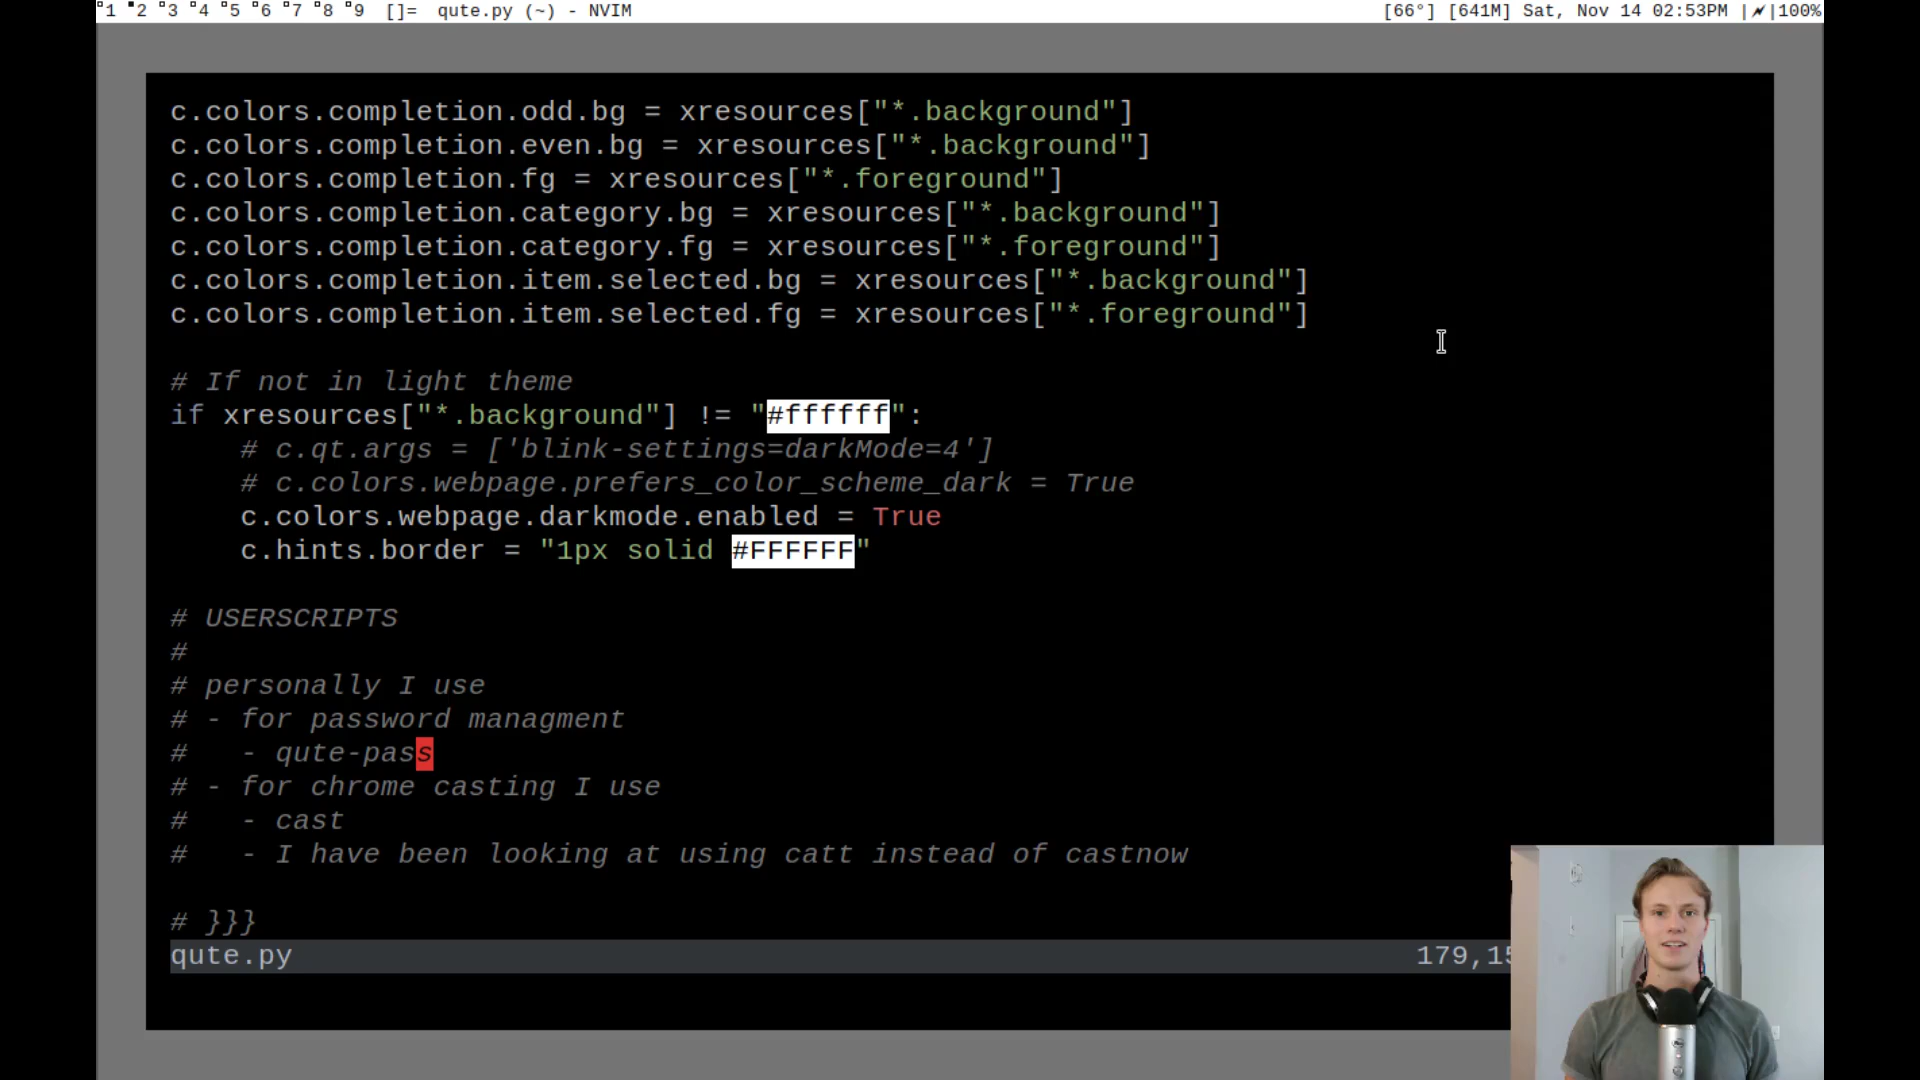 1 2 3 4 5 6 7 8 9 []= qute.py (~) - NVIM [66°] [641M] Sat, Nov 14 02:53PM | |100%
c.colors.completion.odd.bg = xresources["*.background"]
c.colors.completion.even.bg = xresources["*.background"]
c.colors.completion.fg = xresources["*.foreground"]
c.colors.completion.category.bg = xresources["*.background"]
c.colors.completion.category.fg = xresources["*.foreground"]
c.colors.completion.item.selected.bg = xresources["*.background"]
c.colors.completion.item.selected.fg = xresources["*.foreground"]
# If not in light theme
if xresources["*.background"] != "#ffffff":
# c.qt.args = ['blink-settings=darkMode=4']
# c.colors.webpage.prefers_color_scheme_dark = True
c.colors.webpage.darkmode.enabled = True
c.hints.border = "1px solid #FFFFFF"
# USERSCRIPTS
#
# personally I use
# - for password managment
#   - qute-pass
# - for chrome casting I use
#   - cast
#   - I have been looking at using catt instead of castnow
# }}}
qute.py 179,15